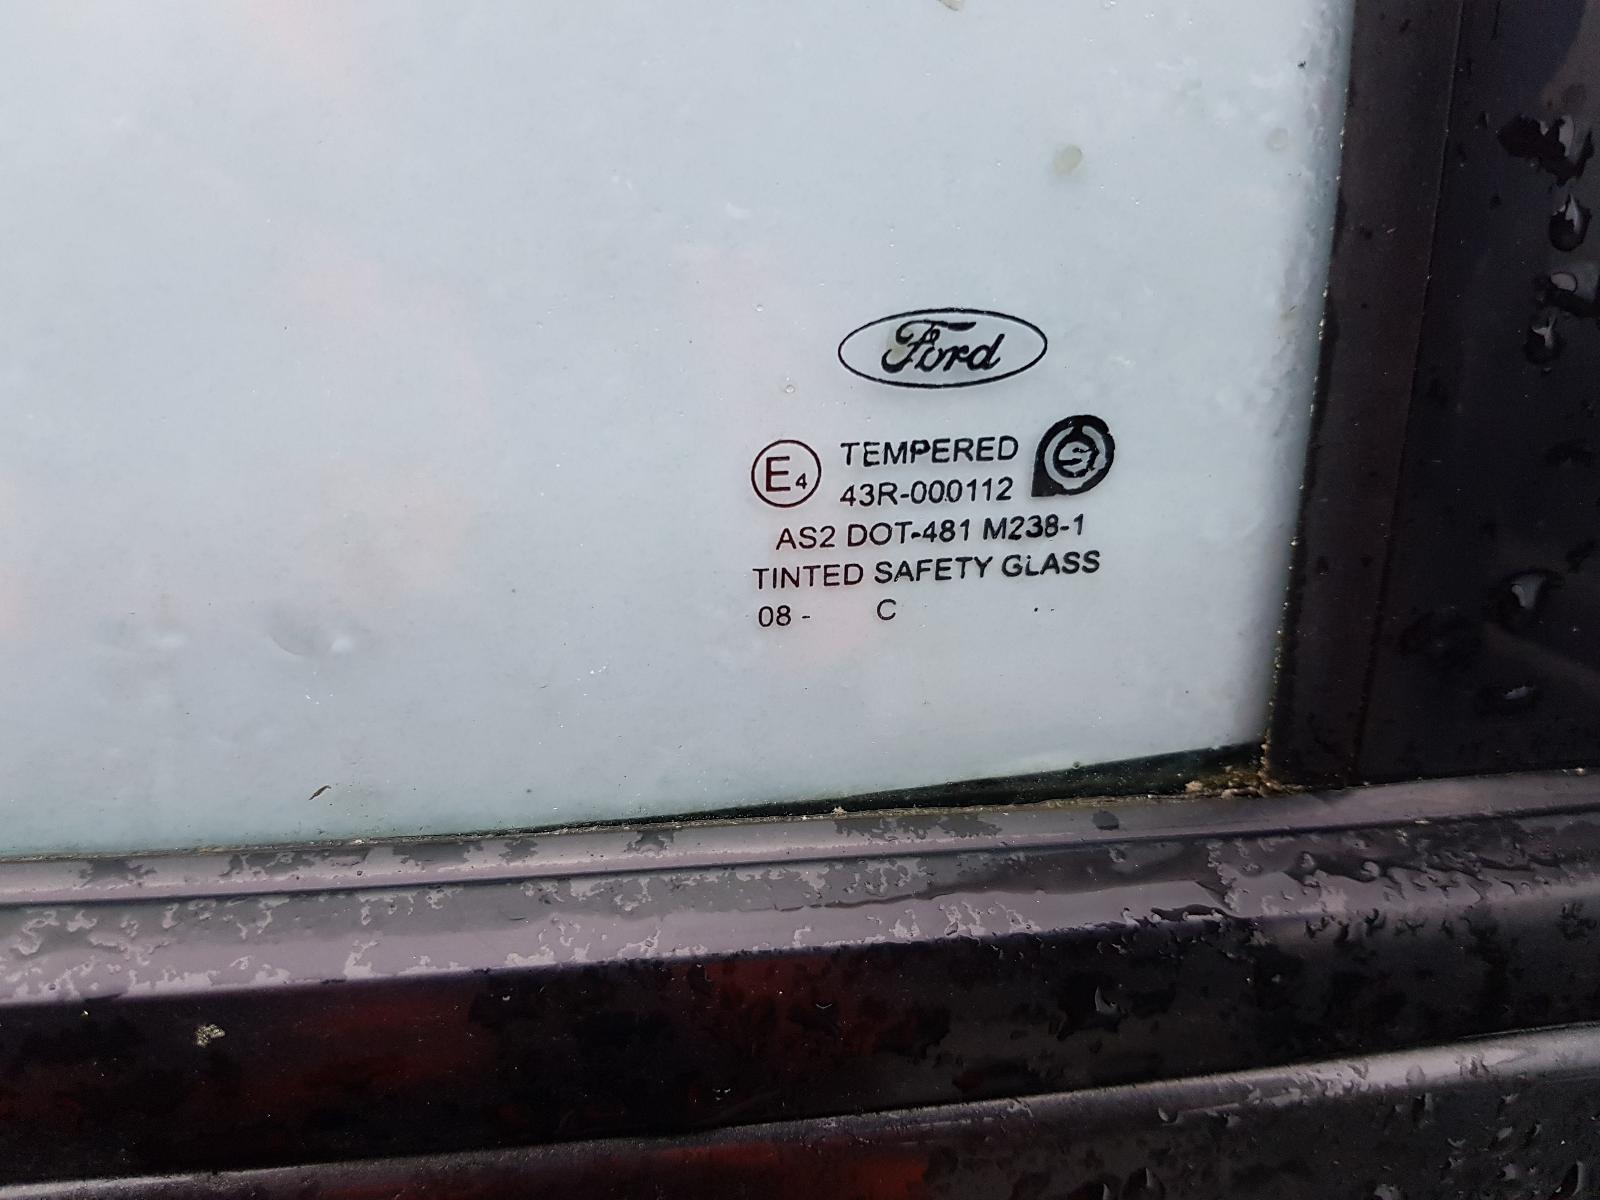 Ford
E4 TEMPERED
43R-000112
AS2 DOT-481 M238-1
TINTED SAFETY GLASS
08 - C